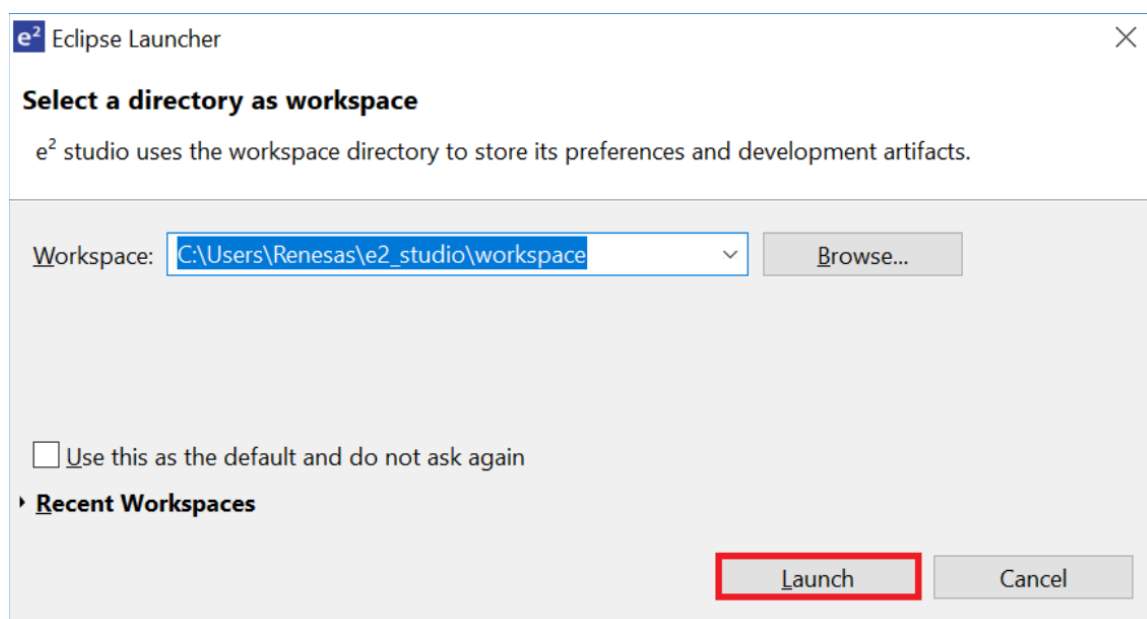 e² Eclipse Launcher
Select a directory as workspace
e² studio uses the workspace directory to store its preferences and development artifacts.
Workspace: C:\Users\Renesas\e2_studio\workspace Browse...
Use this as the default and do not ask again
Recent Workspaces
Launch Cancel